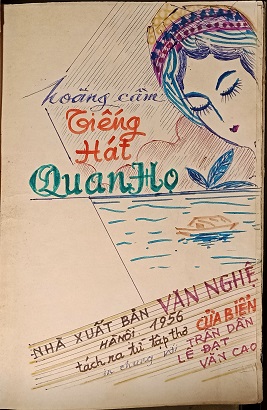 hoàng cầm
Tiếng
Hát
Quan Họ
NHÀ XUẤT BẢN VĂN NGHỆ
HANỘI 1956
tách ra từ tập thơ CỬA BIỂN
in chung với TRẦN DẦN
LÊ ĐẠT
VĂN CAO